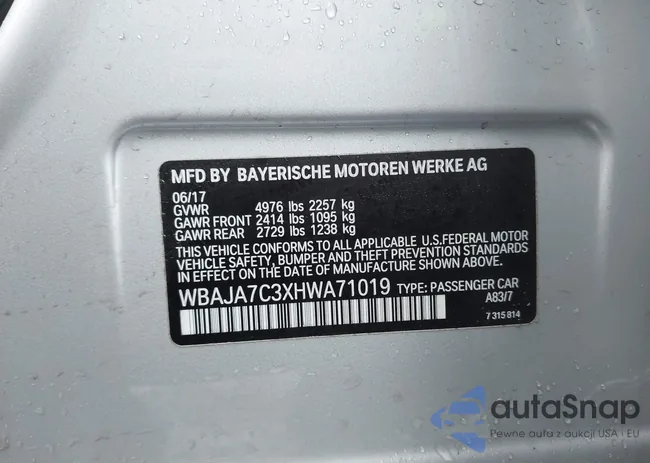 MFD BY BAYERISCHE MOTOREN WERKE AG
06/17
GVWR 4976 lbs 2257 kg
GAWR FRONT 2414 lbs 1095 kg
GAWR REAR 2729 lbs 1238 kg
THIS VEHICLE CONFORMS TO ALL APPLICABLE U.S.FEDERAL MOTOR
VEHICLE SAFETY, BUMPER AND THEFT PREVENTION STANDARDS
IN EFFECT ON THE DATE OF MANUFACTURE SHOWN ABOVE.
WBAJA7C3XHWA71019 TYPE: PASSENGER CAR
A83/7
7 315 814
autaSnap
Pewne auta z aukcji USA i EU